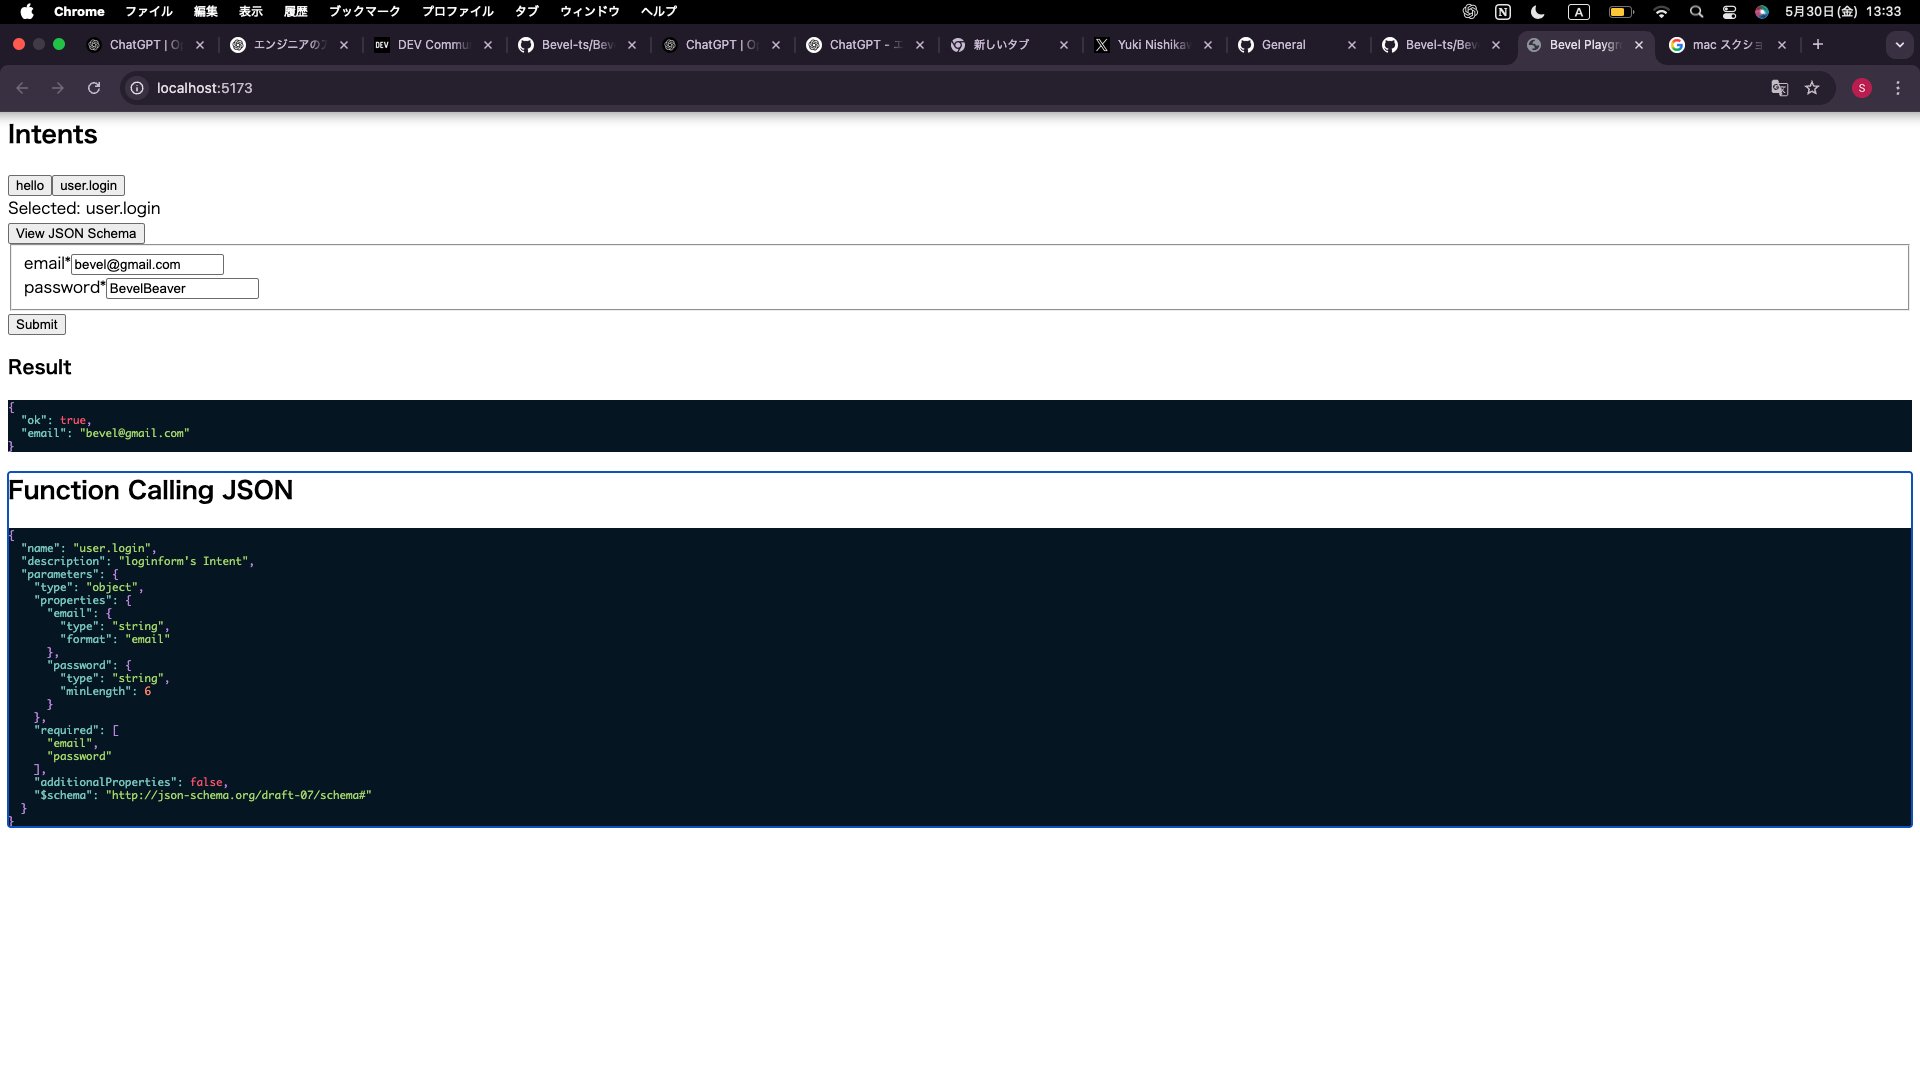 Chrome ファイル 編集 表示 履歴 ブックマーク プロファイル タブ ウィンドウ ヘルプ A 5月30日(金) 13:33
ChatGPT | O エンジニアの DEV DEV Commu Bevel-ts/Bev ChatGPT | O ChatGPT - エ 新しいタブ Yuki Nishika General Bevel-ts/Bev Bevel Playgr mac スクショ
localhost:5173 S
Intents
hello user.login
Selected: user.login
View JSON Schema
email* bevel@gmail.com
password* BevelBeaver
Submit
Result
{
"ok": true,
"email": "bevel@gmail.com"
}
Function Calling JSON
{
"name": "user.login",
"description": "loginform's Intent",
"parameters": {
"type": "object",
"properties": {
"email": {
"type": "string",
"format": "email"
},
"password": {
"type": "string",
"minLength": 6
}
},
"required": [
"email",
"password"
],
"additionalProperties": false,
"$schema": "http://json-schema.org/draft-07/schema#"
}
}